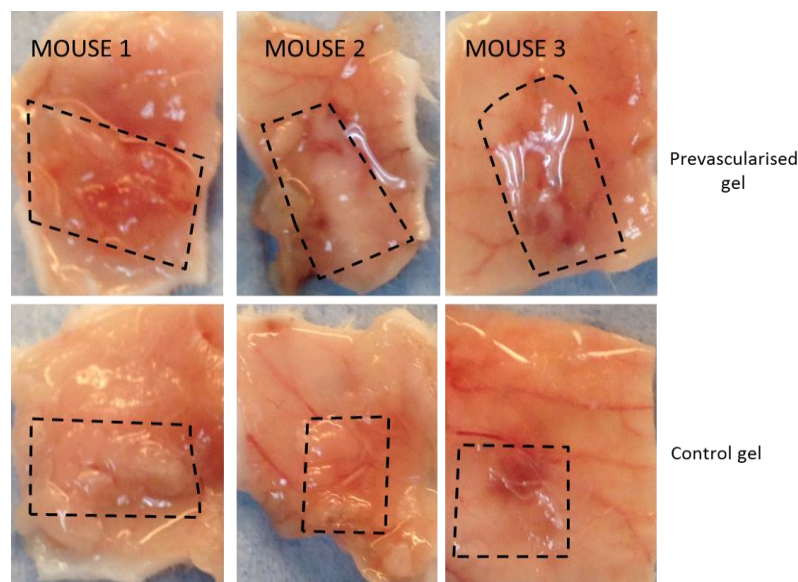 MOUSE 1
MOUSE 2
MOUSE 3
Prevascularised
gel
Control gel